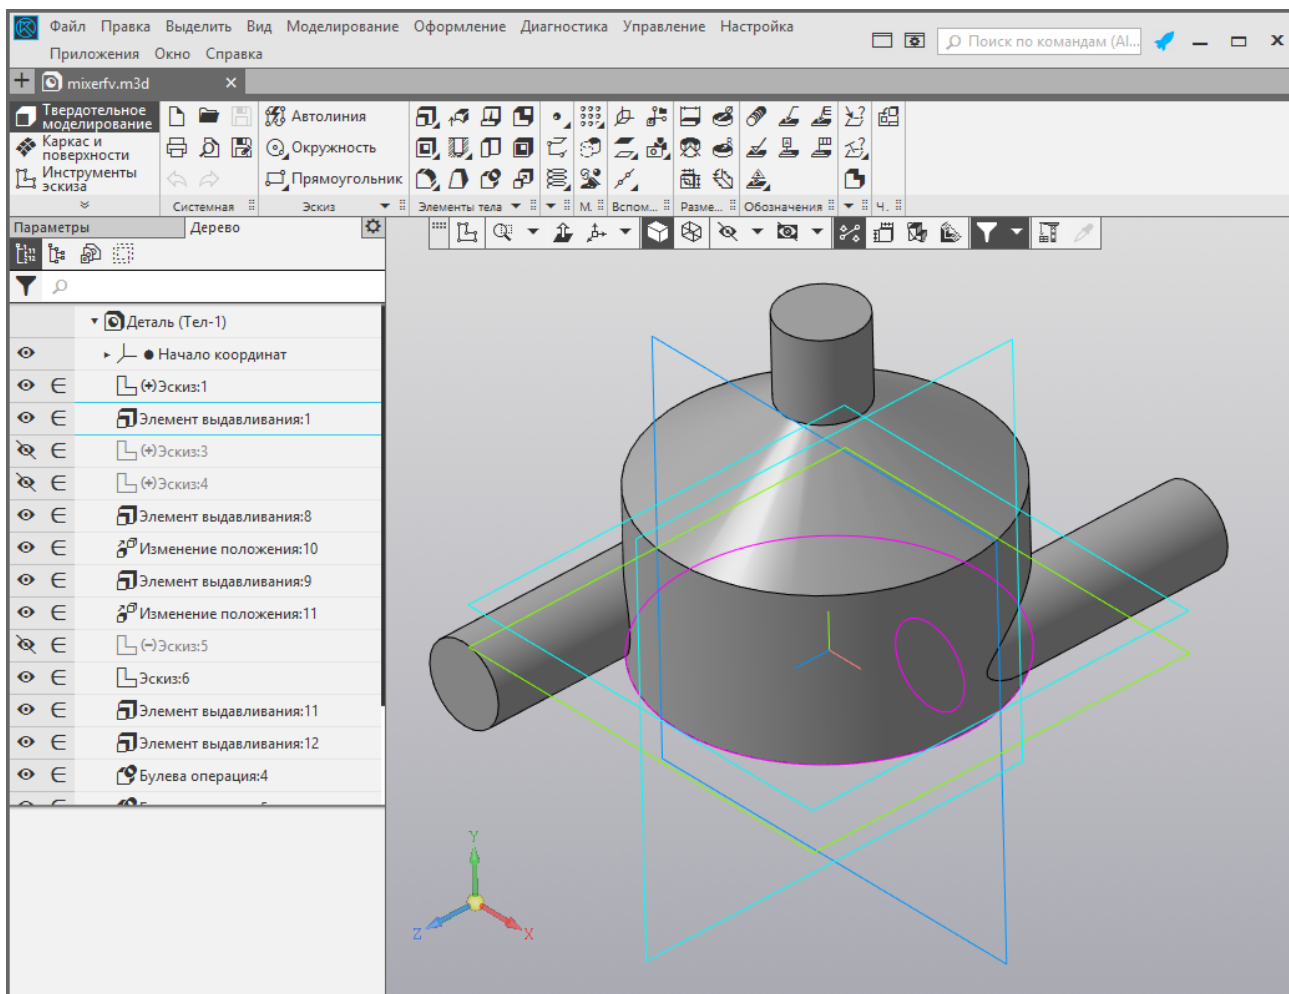 Файл Правка Выделить Вид Моделирование Оформление Диагностика Управление Настройка
Приложения Окно Справка
Поиск по командам (Al...
mixerfv.m3d
Твердотельное
моделирование
Каркас и
поверхности
Инструменты
эскиза
Автолиния
Окружность
Прямоугольник
Системная Эскиз Элементы тела М. Вспом... Разме... Обозначения Ч.
Параметры Дерево
Деталь (Тел-1)
Начало координат
(+)Эскиз:1
Элемент выдавливания:1
(+)Эскиз:3
(+)Эскиз:4
Элемент выдавливания:8
Изменение положения:10
Элемент выдавливания:9
Изменение положения:11
(−)Эскиз:5
Эскиз:6
Элемент выдавливания:11
Элемент выдавливания:12
Булева операция:4
Y
Z
X